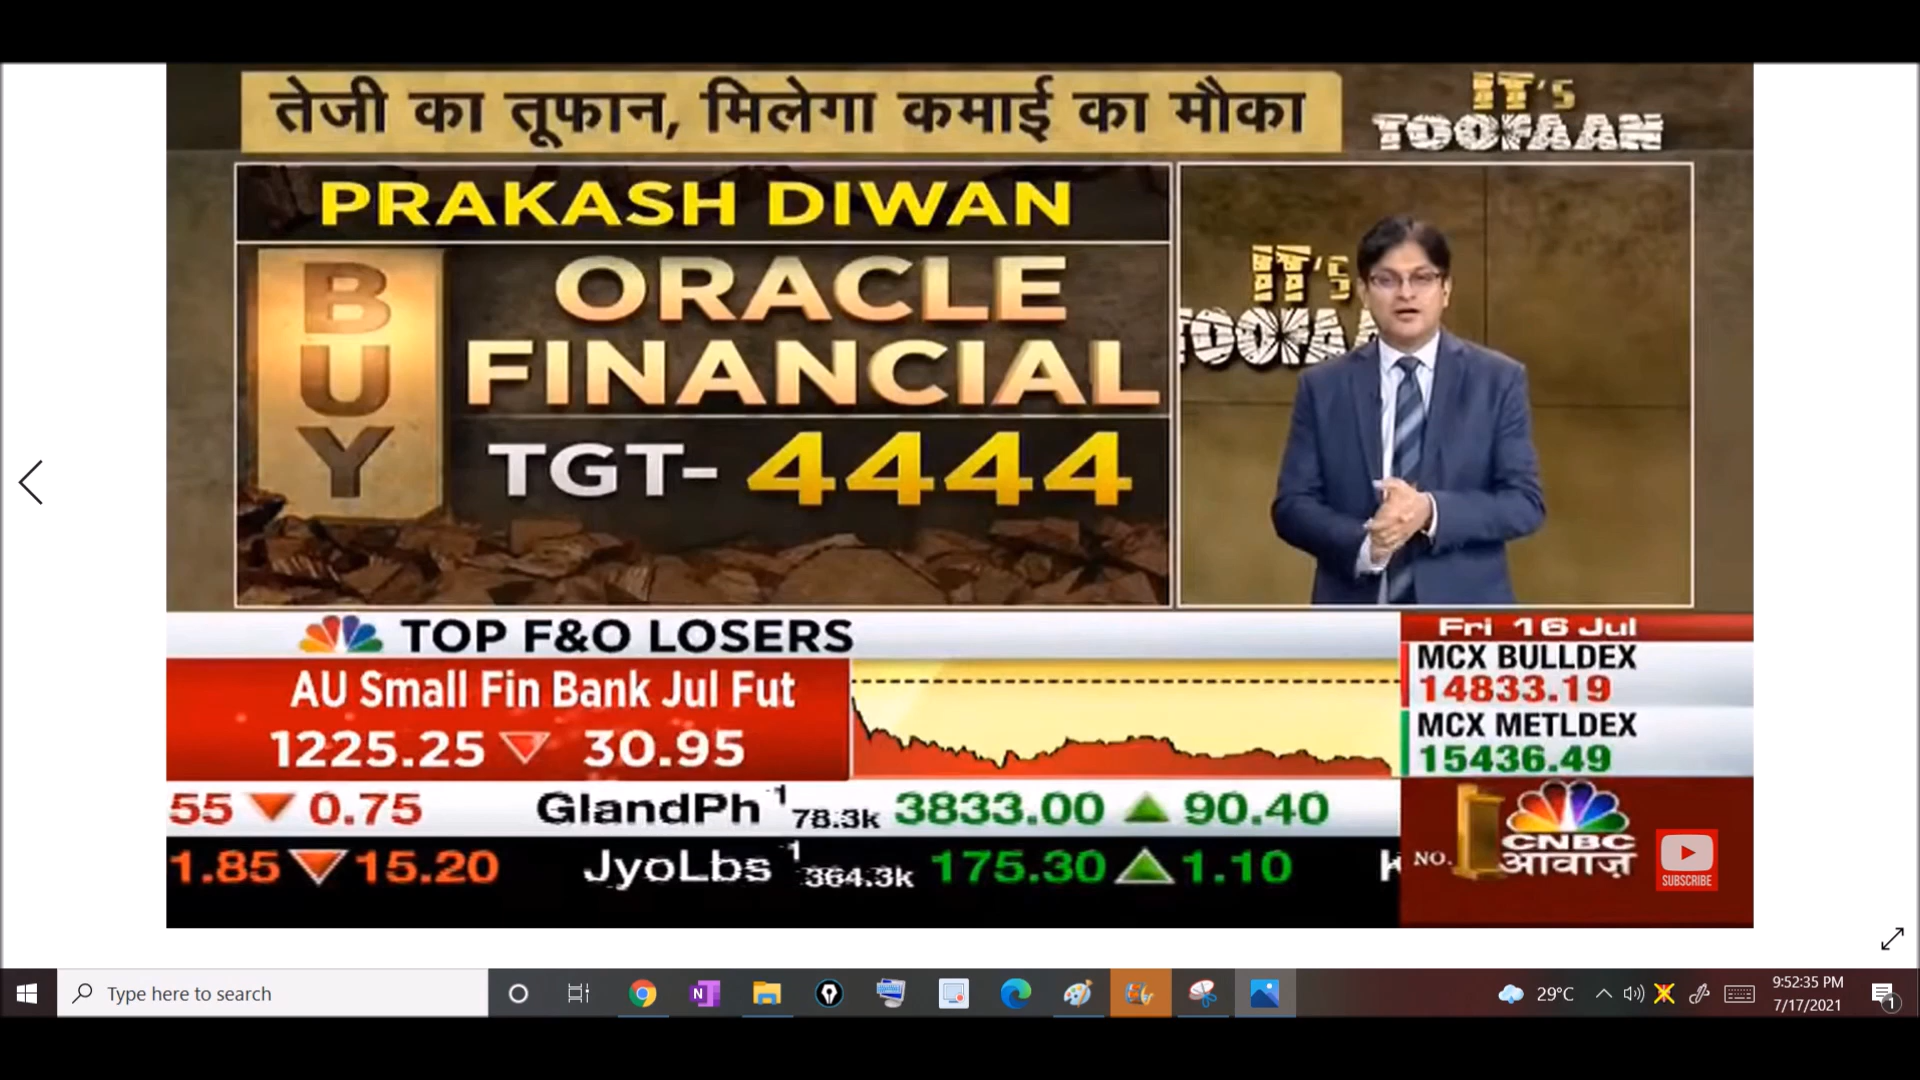 तेजी का तूफान, मिलेगा कमाई का मौका
IT's
TOOFAAN
PRAKASH DIWAN
BUY
ORACLE
FINANCIAL
TGT- 4444
IT's
TOOFAA
TOP F&O LOSERS
AU Small Fin Bank Jul Fut
1225.25 ▼ 30.95
Fri 16 Jul
MCX BULLDEX
14833.19
MCX METLDEX
15436.49
55 ▼ 0.75 GlandPh 1 78.3k 3833.00 ▲ 90.40
1.85 ▼ 15.20 JyoLbs 1 364.3k 175.30 ▲ 1.10 K
NO. 1
CNBC
आवाज़
SUBSCRIBE
Type here to search
29°C
9:52:35 PM
7/17/2021
1